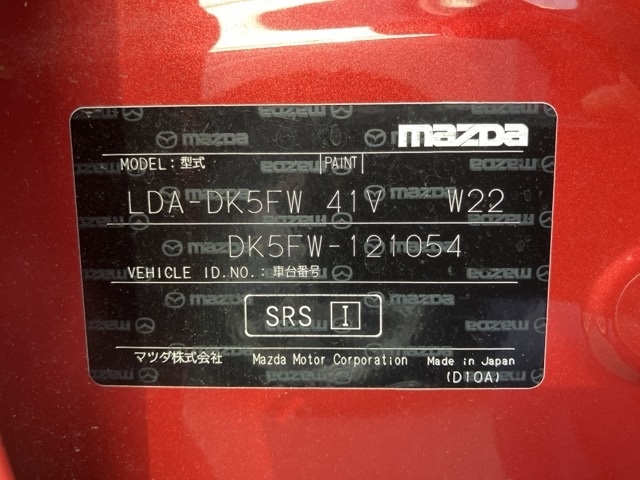 mazda
MODEL:型式 PAINT
LDA-DK5FW 41V W22
DK5FW-121054
VEHICLE ID.NO.:車台番号
SRS I
マツダ株式会社 Mazda Motor Corporation Made in Japan
(D10A)